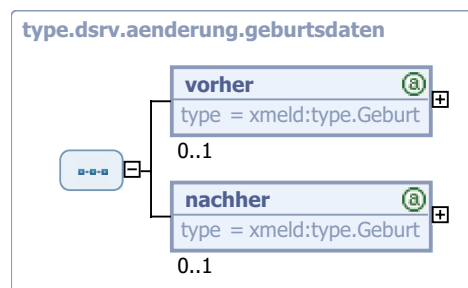 type.dsrv.aenderung.geburtsdaten
vorher @
type = xmeld:type.Geburt
0..1
nachher @
type = xmeld:type.Geburt
0..1